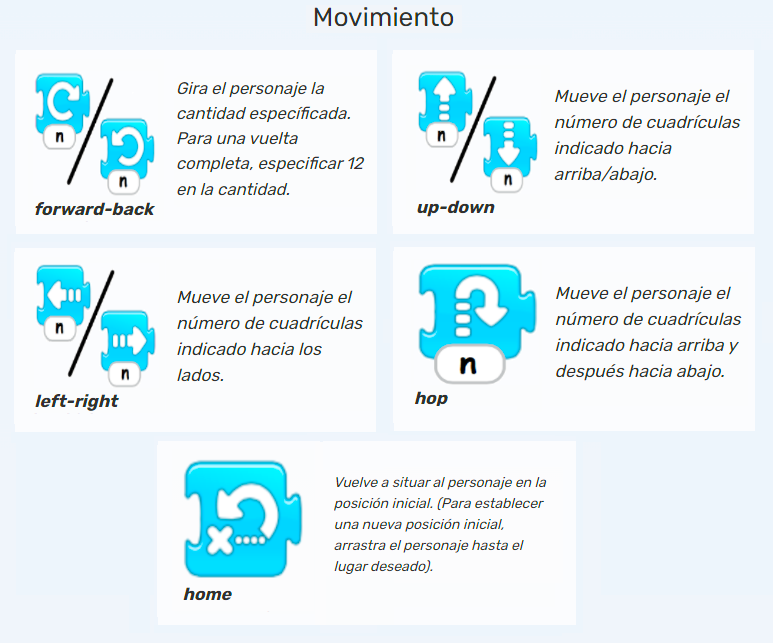 Movimiento
Gira el personaje la
cantidad específicada.
Para una vuelta
completa, especificar 12
en la cantidad.
n
n
forward-back
Mueve el personaje el
número de cuadrículas
indicado hacia
arriba/abajo.
n
n
up-down
Mueve el personaje el
número de cuadrículas
indicado hacia los
lados.
n
n
left-right
Mueve el personaje el
número de cuadrículas
indicado hacia arriba y
después hacia abajo.
n
hop
Vuelve a situar al personaje en la
posición inicial. (Para establecer
una nueva posición inicial,
arrastra el personaje hasta el
lugar deseado).
home